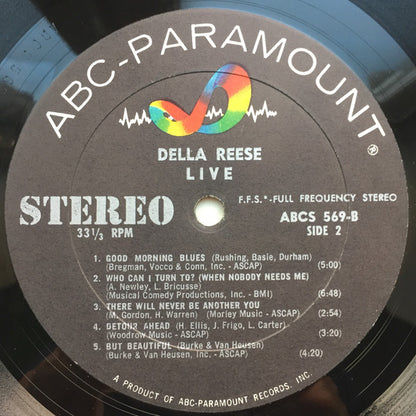 ABC-PARAMOUNT®
DELLA REESE
LIVE
STEREO
33⅓ RPM
F.F.S.*-FULL FREQUENCY STEREO
ABCS 569-B
SIDE 2
1. GOOD MORNING BLUES (Rushing, Basie, Durham)
(Bregman, Vocco & Conn, Inc. - ASCAP) (5:00)
2. WHO CAN I TURN TO? (WHEN NOBODY NEEDS ME)
(A. Newley, L. Bricusse)
(Musical Comedy Productions, Inc. - BMI) (6:48)
3. THERE WILL NEVER BE ANOTHER YOU
(M. Gordon, H. Warren) (Morley Music - ASCAP) (2:54)
4. DETOUR AHEAD (H. Ellis, J. Frigo, L. Carter)
(Woodrow Music - ASCAP) (3:20)
5. BUT BEAUTIFUL (Burke & Van Heusen)
(Burke & Van Heusen, Inc. - ASCAP) (4:20)
A PRODUCT OF ABC-PARAMOUNT RECORDS, INC.